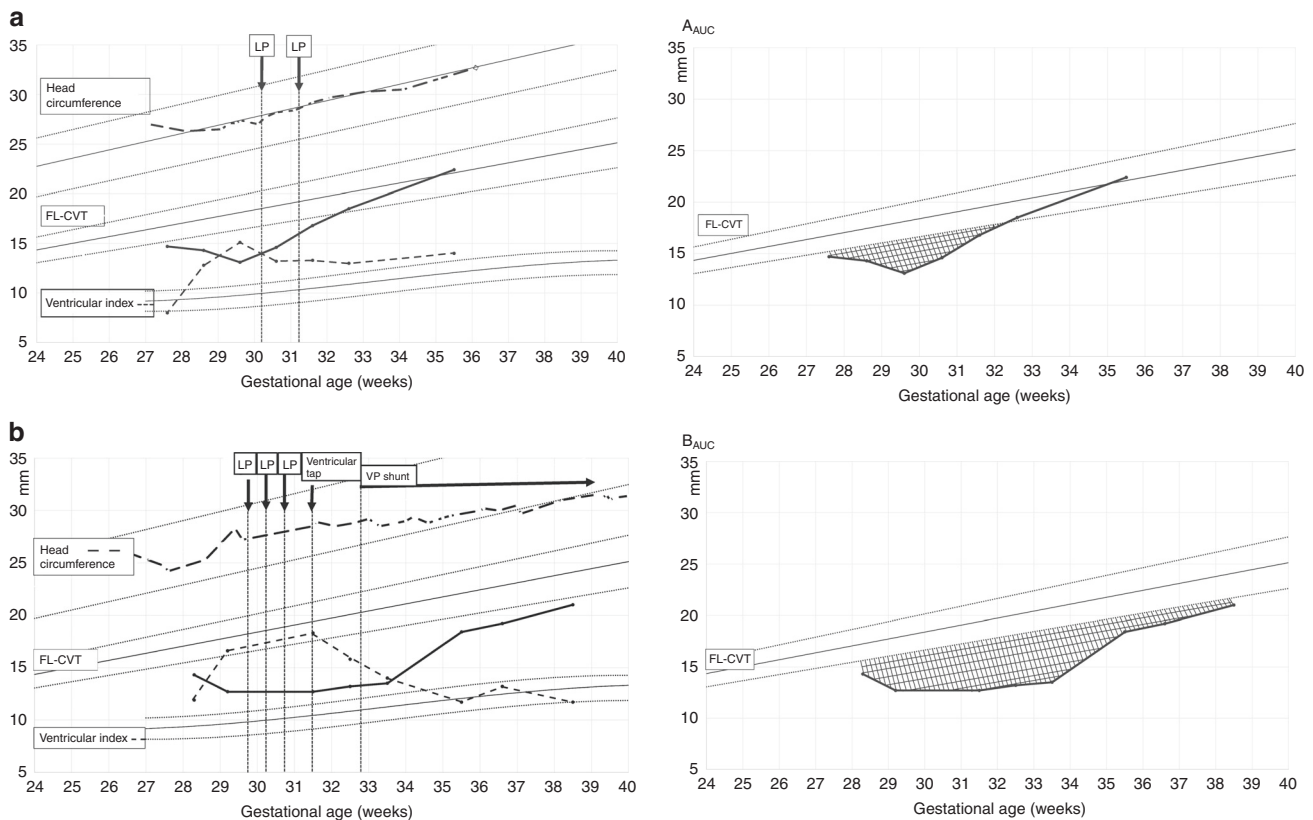 a
LP
LP
35
mm
30
25
20
15
10
5
Head
circumference
FL-CVT
Ventricular index
24 25 26 27 28 29 30 31 32 33 34 35 36 37 38 39 40
Gestational age (weeks)
A_AUC
35
mm
30
25
20
15
10
5
FL-CVT
24 25 26 27 28 29 30 31 32 33 34 35 36 37 38 39 40
Gestational age (weeks)
b
LP
LP
LP
Ventricular
tap
VP shunt
35
mm
30
25
20
15
10
5
Head
circumference
FL-CVT
Ventricular index
24 25 26 27 28 29 30 31 32 33 34 35 36 37 38 39 40
Gestational age (weeks)
B_AUC
35
mm
30
25
20
15
10
5
FL-CVT
24 25 26 27 28 29 30 31 32 33 34 35 36 37 38 39 40
Gestational age (weeks)